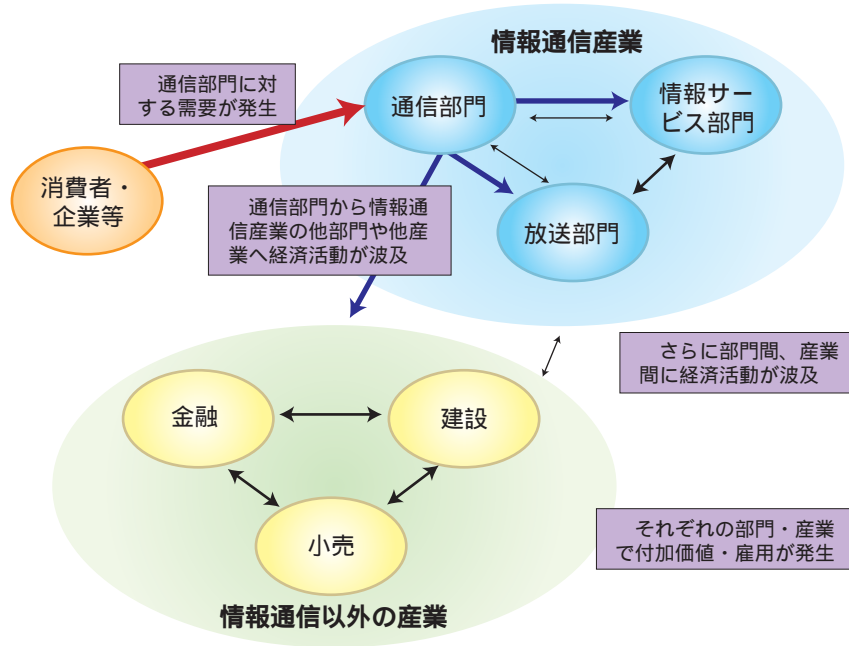 情報通信産業
通信部門に対
する需要が発生
通信部門
情報サー
ビス部門
消費者・
企業等
通信部門から情報通
信産業の他部門や他産
業へ経済活動が波及
放送部門
さらに部門間、産業
間に経済活動が波及
金融
建設
小売
それぞれの部門・産業
で付加価値・雇用が発生
情報通信以外の産業